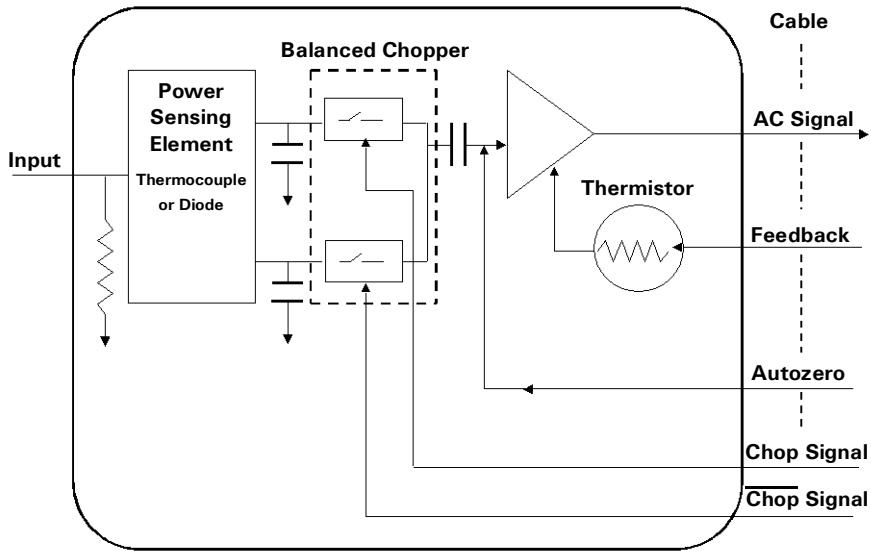 Cable
Balanced Chopper
Power
Sensing
Element
Thermocouple
or Diode
Input
AC Signal
Thermistor
Feedback
Autozero
Chop Signal
Chop Signal